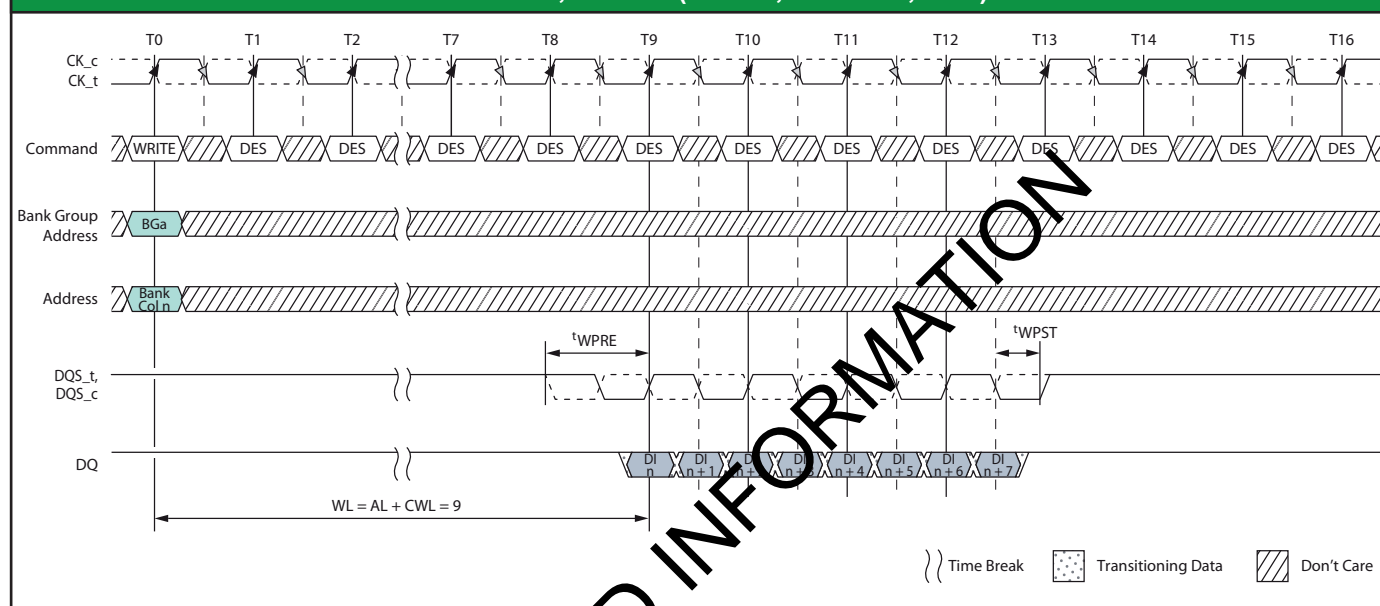 T0 T1 T2 T7 T8 T9 T10 T11 T12 T13 T14 T15 T16
CK_c
CK_t
Command WRITE DES DES DES DES DES DES DES DES DES DES DES DES
Bank Group
Address
BGa
Address
Bank
Col n
tWPRE
tWPST
DQS_t,
DQS_c
DQ
DI DI DI DI DI DI DI
n n + 1 n + 4 n + 5 n + 6 n + 7
WL = AL + CWL = 9
Time Break Transitioning Data Don't Care
INFORMATION